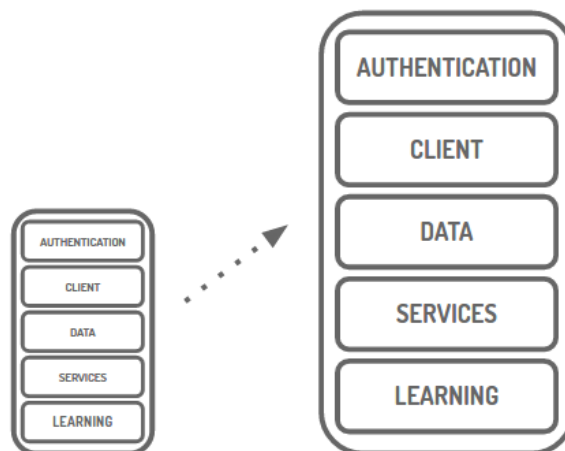 AUTHENTICATION
CLIENT
DATA
SERVICES
LEARNING
AUTHENTICATION
CLIENT
DATA
SERVICES
LEARNING